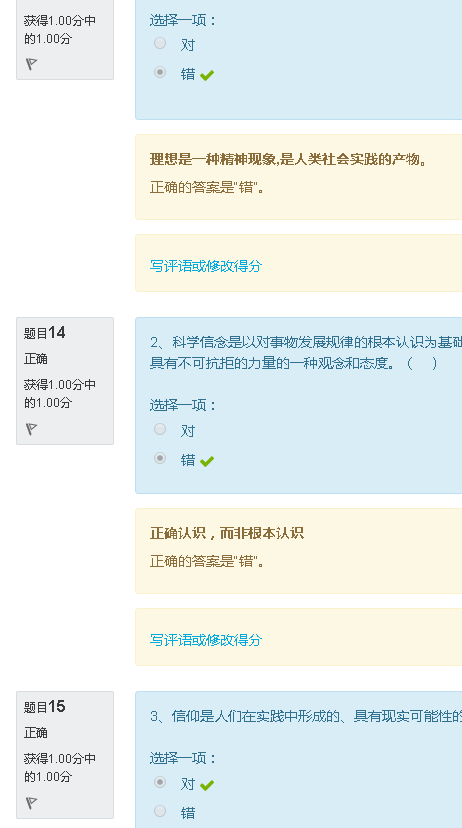 获得1.00分中
的1.00分
选择一项：
对
错
理想是一种精神现象,是人类社会实践的产物。
正确的答案是“错”。
写评语或修改得分
题目14
正确
获得1.00分中
的1.00分
2、科学信念是以对事物发展规律的根本认识为基础
具有不可抗拒的力量的一种观念和态度。（ ）
选择一项：
对
错
正确认识，而非根本认识
正确的答案是“错”。
写评语或修改得分
题目15
正确
获得1.00分中
的1.00分
3、信仰是人们在实践中形成的、具有现实可能性的
选择一项：
对
错